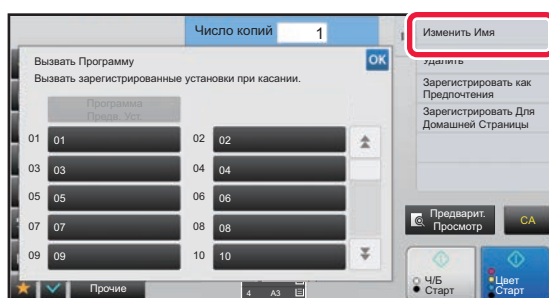 Число копий 1
Вызвать Программу
OK
Вызвать зарегистрированные установки при касании.
Программа
Предв. Уст.
01 01
02 02
03 03
04 04
05 05
06 06
07 07
08 08
09 09
10 10
Прочие
4 A3
Изменить Имя
Удалить
Зарегистрировать как
Предпочтения
Зарегистрировать Для
Домашней Страницы
Предварит.
Просмотр
CA
Ч/Б
Старт
Цвет
Старт